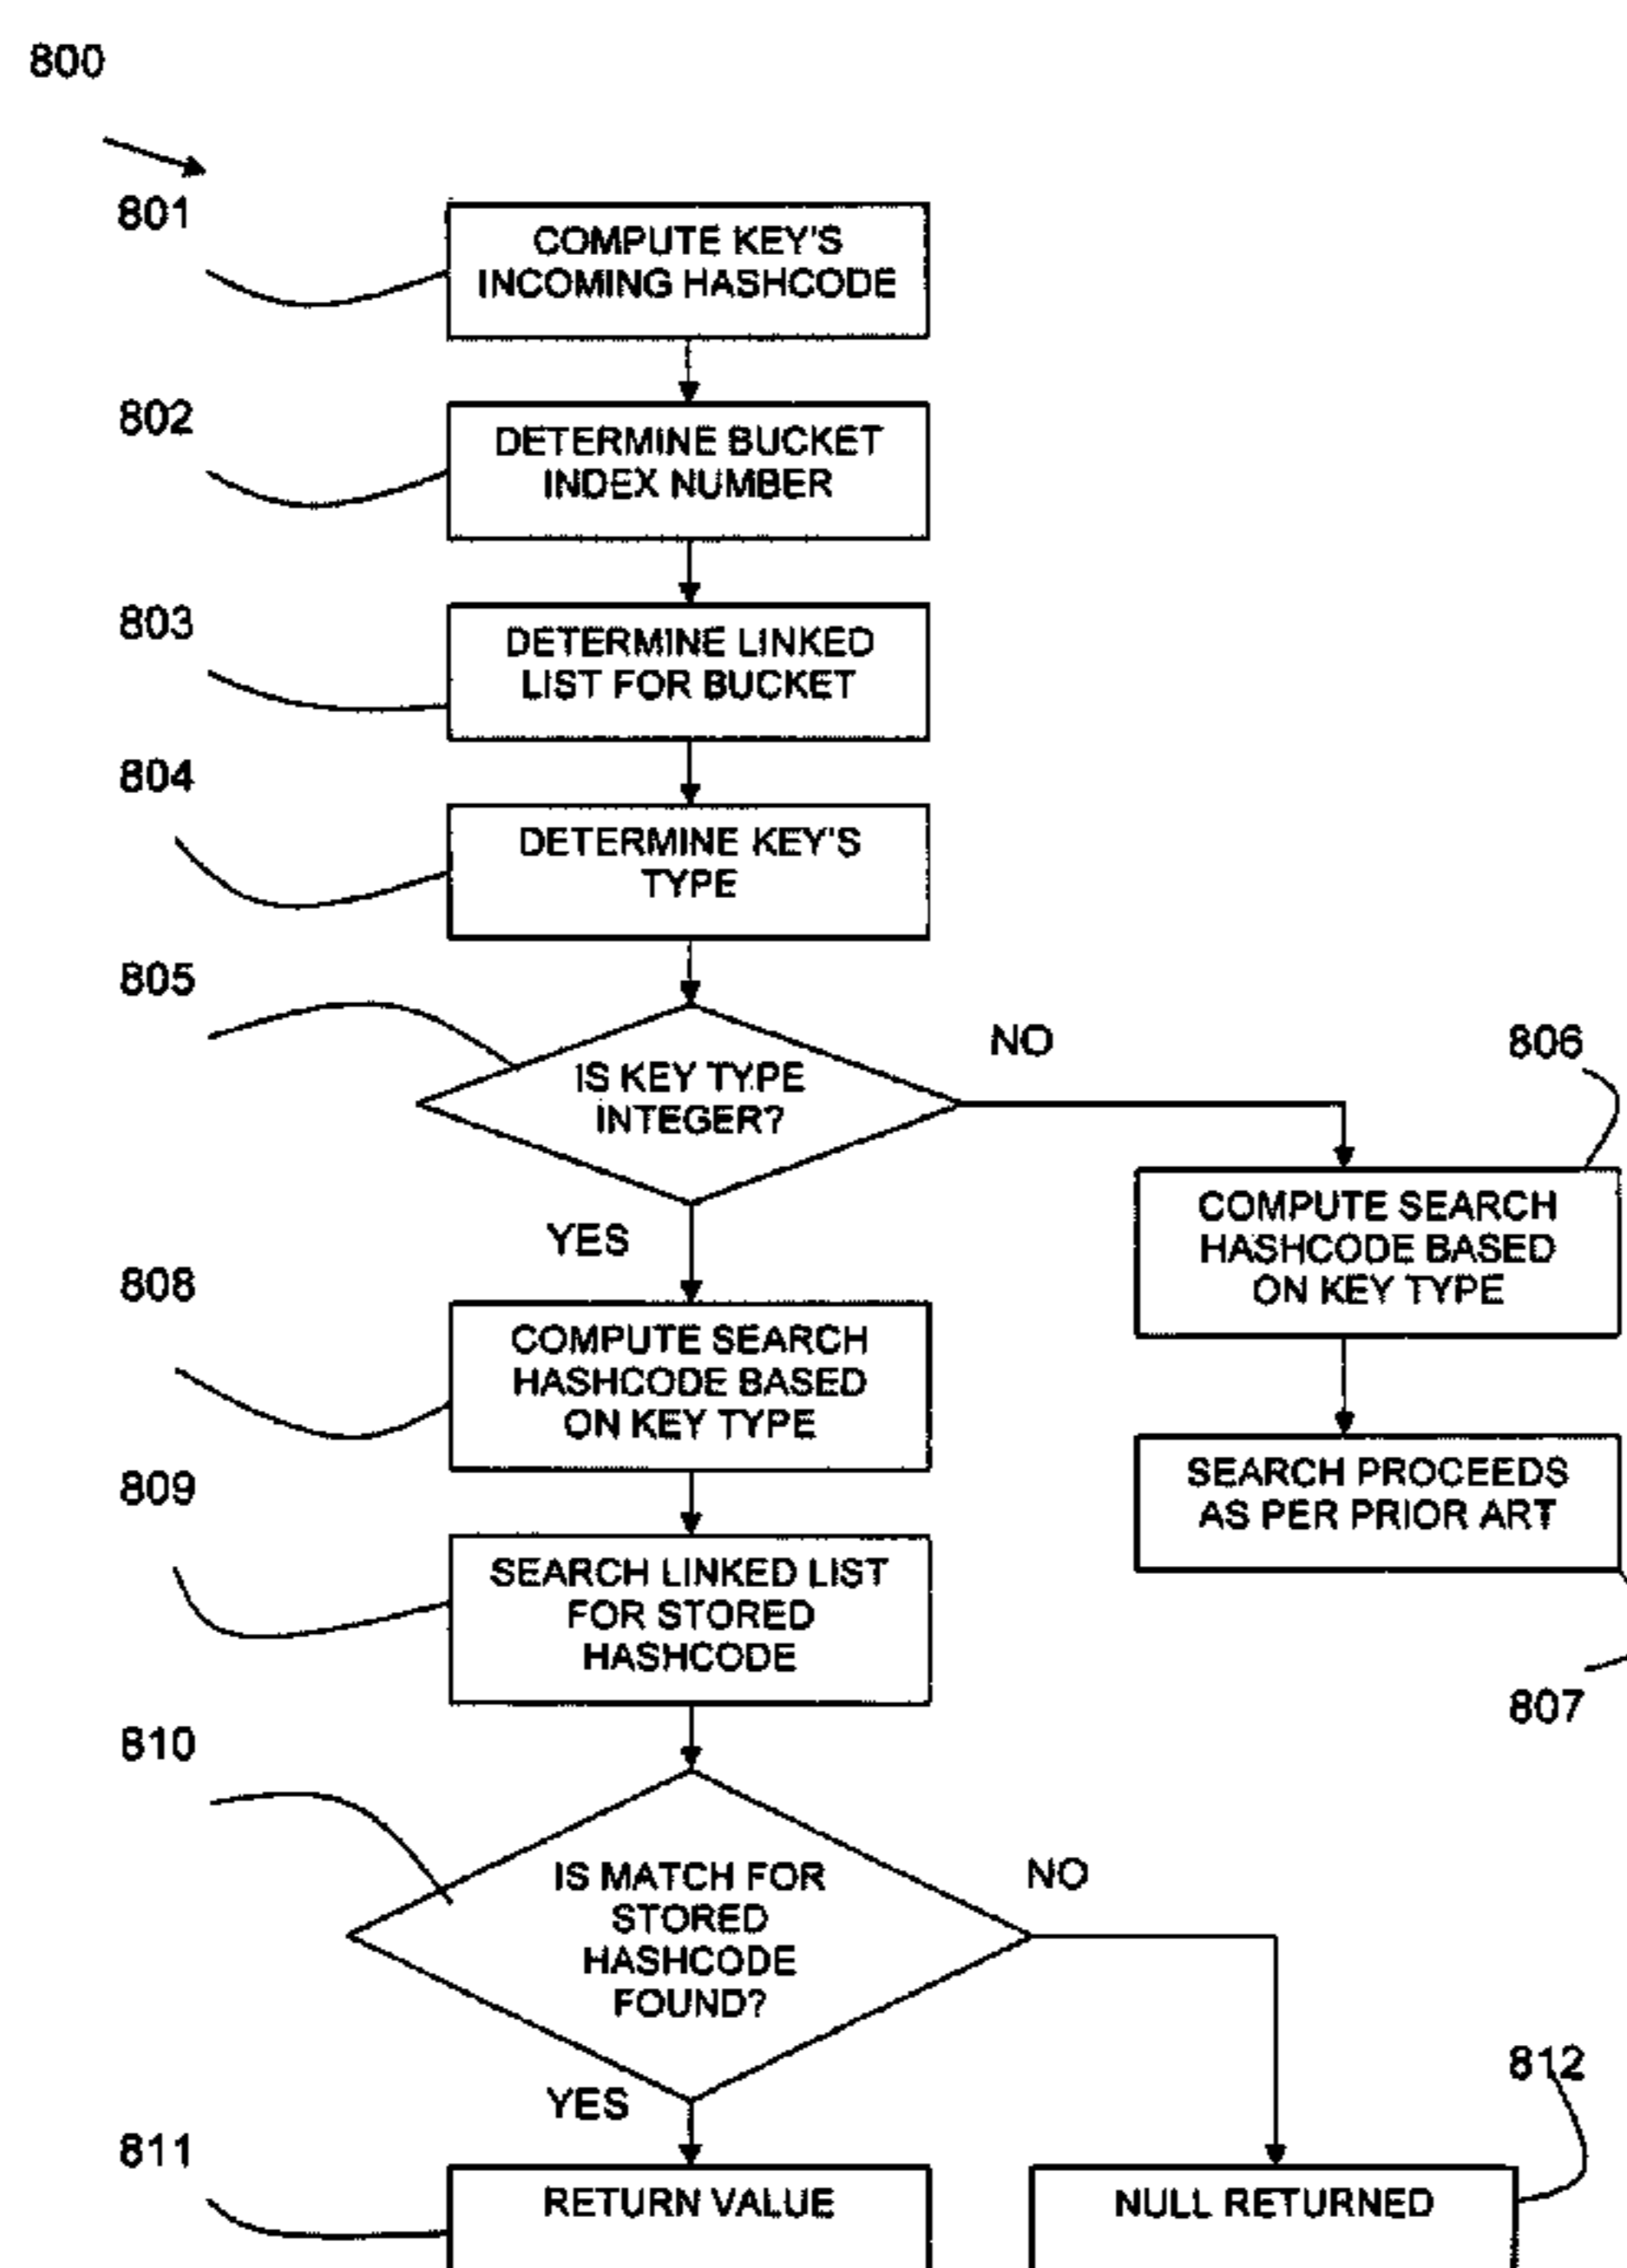 800
801
COMPUTE KEY'S
INCOMING HASHCODE
802
DETERMINE BUCKET
INDEX NUMBER
803
DETERMINE LINKED
LIST FOR BUCKET
804
DETERMINE KEY'S
TYPE
805
IS KEY TYPE
INTEGER?
NO
806
COMPUTE SEARCH
HASHCODE BASED
ON KEY TYPE
SEARCH PROCEEDS
AS PER PRIOR ART
807
YES
808
COMPUTE SEARCH
HASHCODE BASED
ON KEY TYPE
809
SEARCH LINKED LIST
FOR STORED
HASHCODE
810
IS MATCH FOR
STORED
HASHCODE
FOUND?
NO
YES
811
RETURN VALUE
812
NULL RETURNED